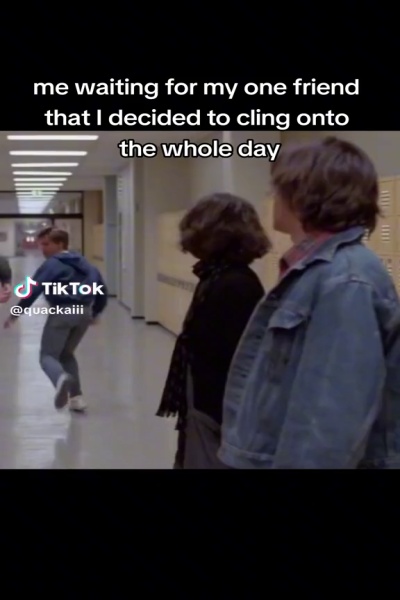 me waiting for my one friend
that I decided to cling onto
the whole day
TikTok
@quackaiii